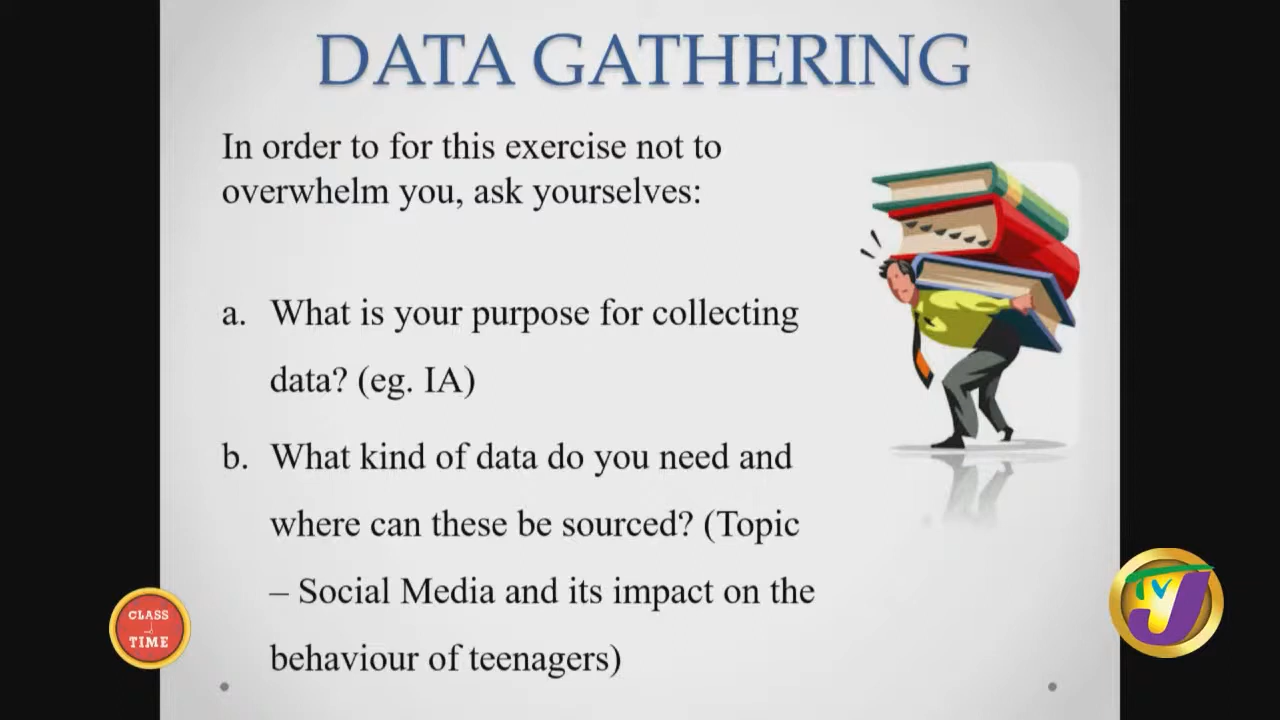 DATA GATHERING
In order to for this exercise not to
overwhelm you, ask yourselves:
a. What is your purpose for collecting
data? (eg. IA)
b. What kind of data do you need and
where can these be sourced? (Topic
– Social Media and its impact on the
behaviour of teenagers)
CLASS
TIME
TVJ